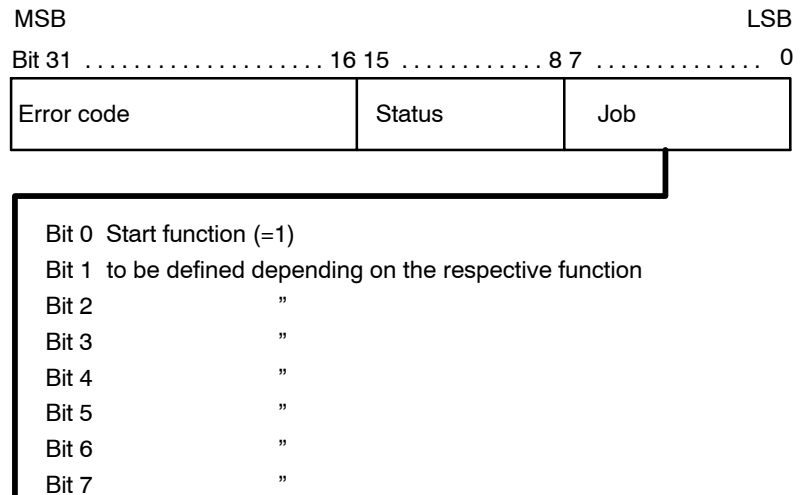 MSB LSB
Bit 31 . . . . . . . . . . . . . . . . . . . . 16 15 . . . . . . . . . . . . 8 7 . . . . . . . . . . . . . . 0
Error code Status Job
Bit 0 Start function (=1)
Bit 1 to be defined depending on the respective function
Bit 2 ”
Bit 3 ”
Bit 4 ”
Bit 5 ”
Bit 6 ”
Bit 7 ”